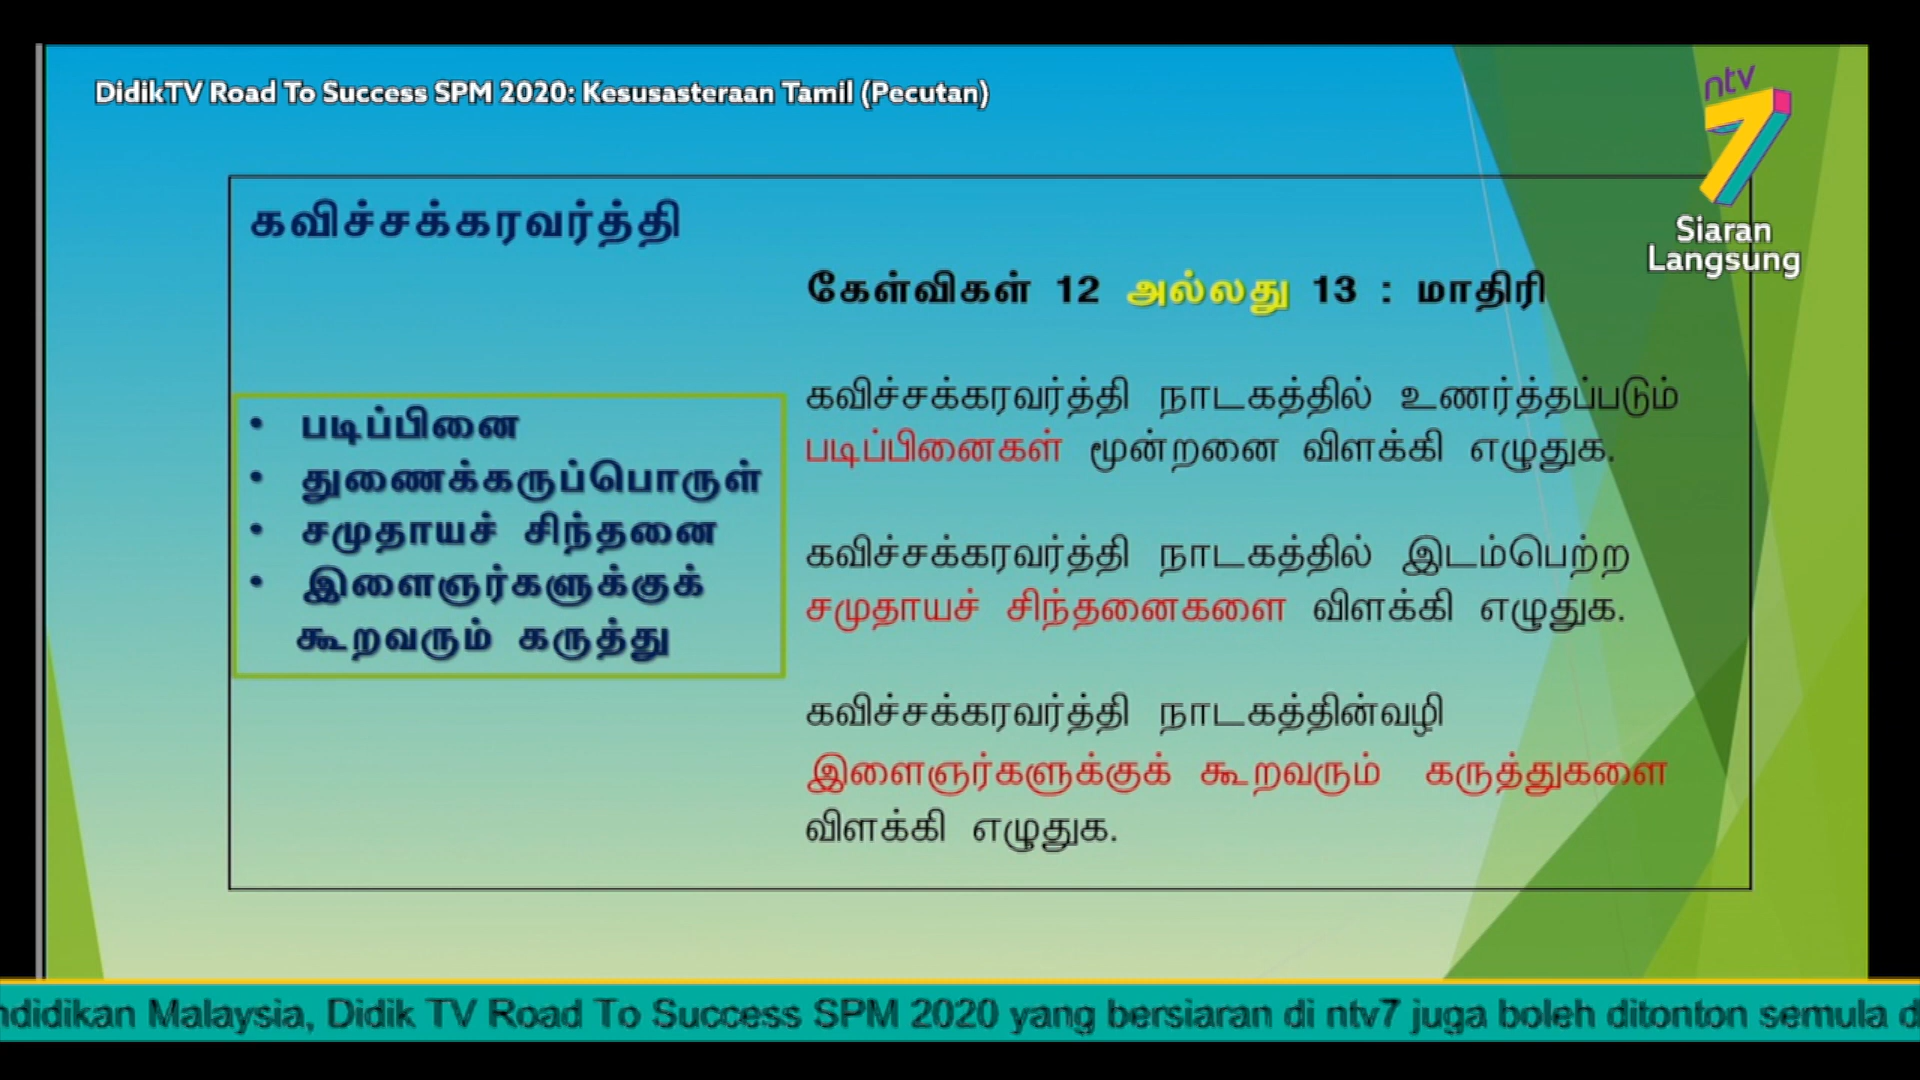 DidikTV Road To Success SPM 2020: Kesusasteraan Tamil (Pecutan)
ntv
7
Siaran
Langsung
கவிச்சக்கரவர்த்தி
கேள்விகள் 12 அல்லது 13 : மாதிரி
• படிப்பினை
• துணைக்கருப்பொருள்
• சமுதாயச் சிந்தனை
• இளைஞர்களுக்குக்
கூறவரும் கருத்து
கவிச்சக்கரவர்த்தி நாடகத்தில் உணர்த்தப்படும்
படிப்பினைகள் மூன்றனை விளக்கி எழுதுக.
கவிச்சக்கரவர்த்தி நாடகத்தில் இடம்பெற்ற
சமுதாயச் சிந்தனைகளை விளக்கி எழுதுக.
கவிச்சக்கரவர்த்தி நாடகத்தின்வழி
இளைஞர்களுக்குக் கூறவரும் கருத்துகளை
விளக்கி எழுதுக.
ndidikan Malaysia, Didik TV Road To Success SPM 2020 yang bersiaran di ntv7 juga boleh ditonton semula d